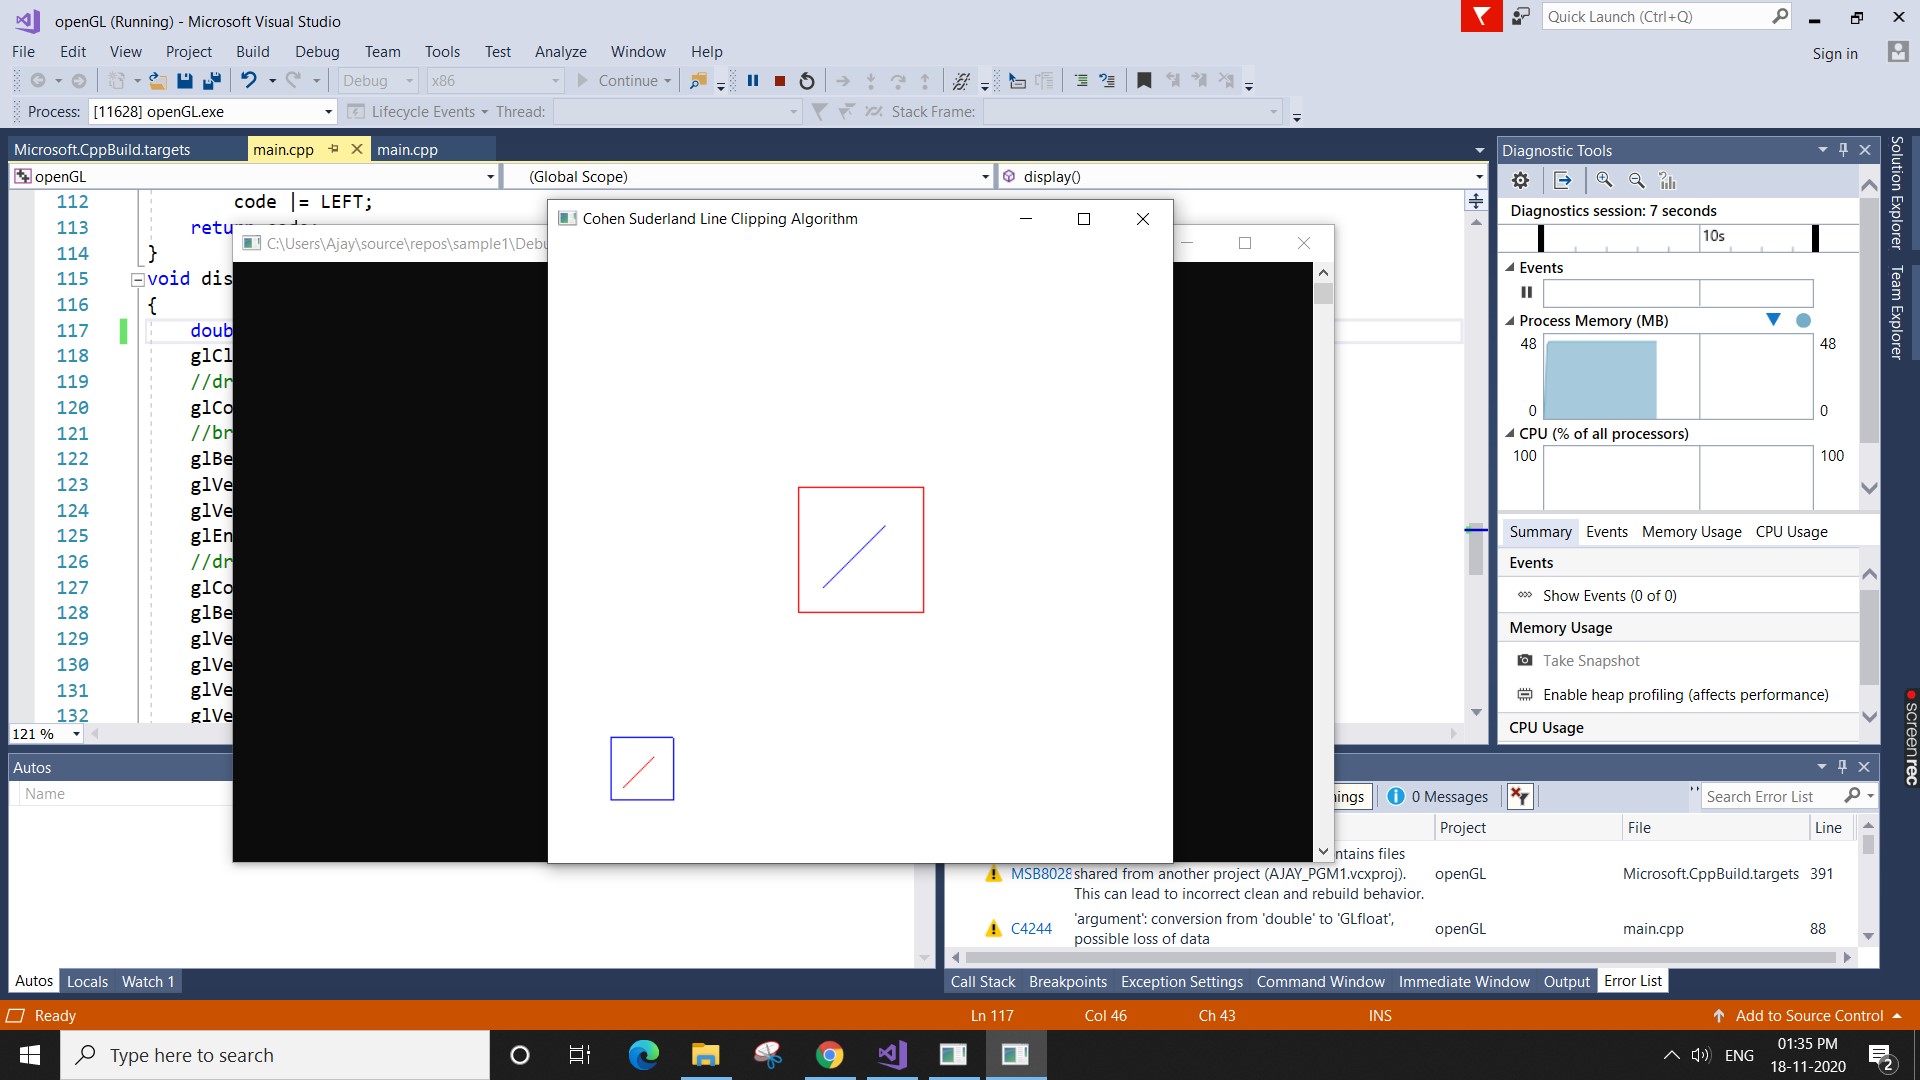 openGL (Running) - Microsoft Visual Studio
Quick Launch (Ctrl+Q)
File Edit View Project Build Debug Team Tools Test Analyze Window Help
Sign in
Debug x86 Continue
Process: [11628] openGL.exe Lifecycle Events Thread: Stack Frame:
Microsoft.CppBuild.targets main.cpp main.cpp
openGL (Global Scope) display()
112 code |= LEFT;
113 retu
114 }
115 void dis
116 {
117 doub
118 glCl
119 //dr
120 glCo
121 //br
122 glBe
123 glVe
124 glVe
125 glEn
126 //dr
127 glCo
128 glBe
129 glVe
130 glVe
131 glVe
132 glVe
121 %
C:\Users\Ajay\source\repos\sample1\Debu
Cohen Suderland Line Clipping Algorithm
Diagnostic Tools
Diagnostics session: 7 seconds
10s
Events
Process Memory (MB)
48 48
0 0
CPU (% of all processors)
100 100
Summary Events Memory Usage CPU Usage
Events
Show Events (0 of 0)
Memory Usage
Take Snapshot
Enable heap profiling (affects performance)
CPU Usage
Solution Explorer
Team Explorer
screenrec
Autos
Name
Autos Locals Watch 1
ings 0 Messages Search Error List
Project File Line
ntains files
MSB8028 shared from another project (AJAY_PGM1.vcxproj). openGL Microsoft.CppBuild.targets 391
This can lead to incorrect clean and rebuild behavior.
'argument': conversion from 'double' to 'GLfloat',
C4244 openGL main.cpp 88
possible loss of data
Call Stack Breakpoints Exception Settings Command Window Immediate Window Output Error List
Ready Ln 117 Col 46 Ch 43 INS Add to Source Control
Type here to search
ENG
01:35 PM
18-11-2020
2